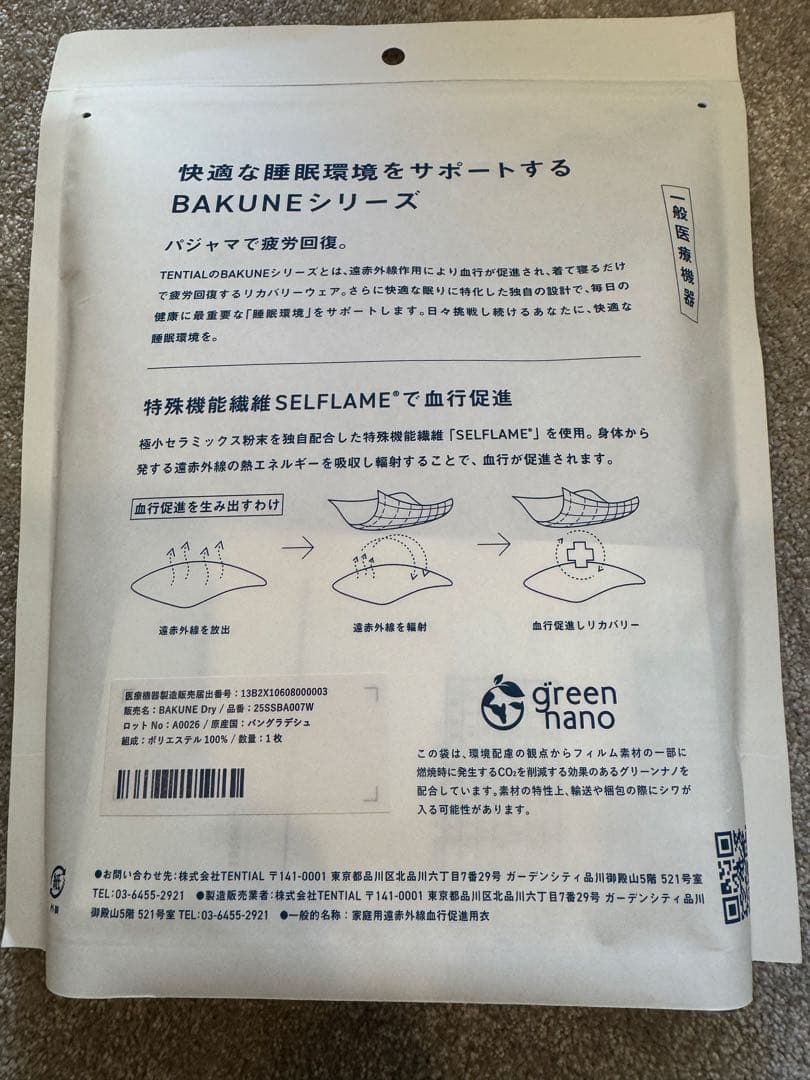 快適な睡眠環境をサポートする
BAKUNEシリーズ
一般医療機器
パジャマで疲労回復。
TENTIALのBAKUNEシリーズとは、遠赤外線作用により血行が促進され、着て寝るだけ
で疲労回復するリカバリーウェア。さらに快適な眠りに特化した独自の設計で、毎日の
健康に最重要な「睡眠環境」をサポートします。日々挑戦し続けるあなたに、快適な
睡眠環境を。
特殊機能繊維SELFLAME®で血行促進
極小セラミックス粉末を独自配合した特殊機能繊維「SELFLAME®」を使用。身体から
発する遠赤外線の熱エネルギーを吸収し輻射することで、血行が促進されます。
血行促進を生み出すわけ
遠赤外線を放出
遠赤外線を輻射
血行促進しリカバリー
医療機器製造販売届出番号：13B2X10608000003
販売名：BAKUNE Dry / 品番：25SSBA007W
ロット No：A0026 / 原産国：バングラデシュ
組成：ポリエステル 100% / 数量：1 枚
green
nano
この袋は、環境配慮の観点からフィルム素材の一部に
燃焼時に発生するCO₂を削減する効果のあるグリーンナノを
配合しています。素材の特性上、輸送や梱包の際にシワが
入る可能性があります。
紙
●お問い合わせ先：株式会社TENTIAL 〒141-0001 東京都品川区北品川六丁目7番29号 ガーデンシティ品川御殿山5階 521号室
TEL：03-6455-2921 ●製造販売業者：株式会社TENTIAL 〒141-0001 東京都品川区北品川六丁目7番29号 ガーデンシティ品川
御殿山5階 521号室 TEL：03-6455-2921 ●一般的名称：家庭用遠赤外線血行促進用衣